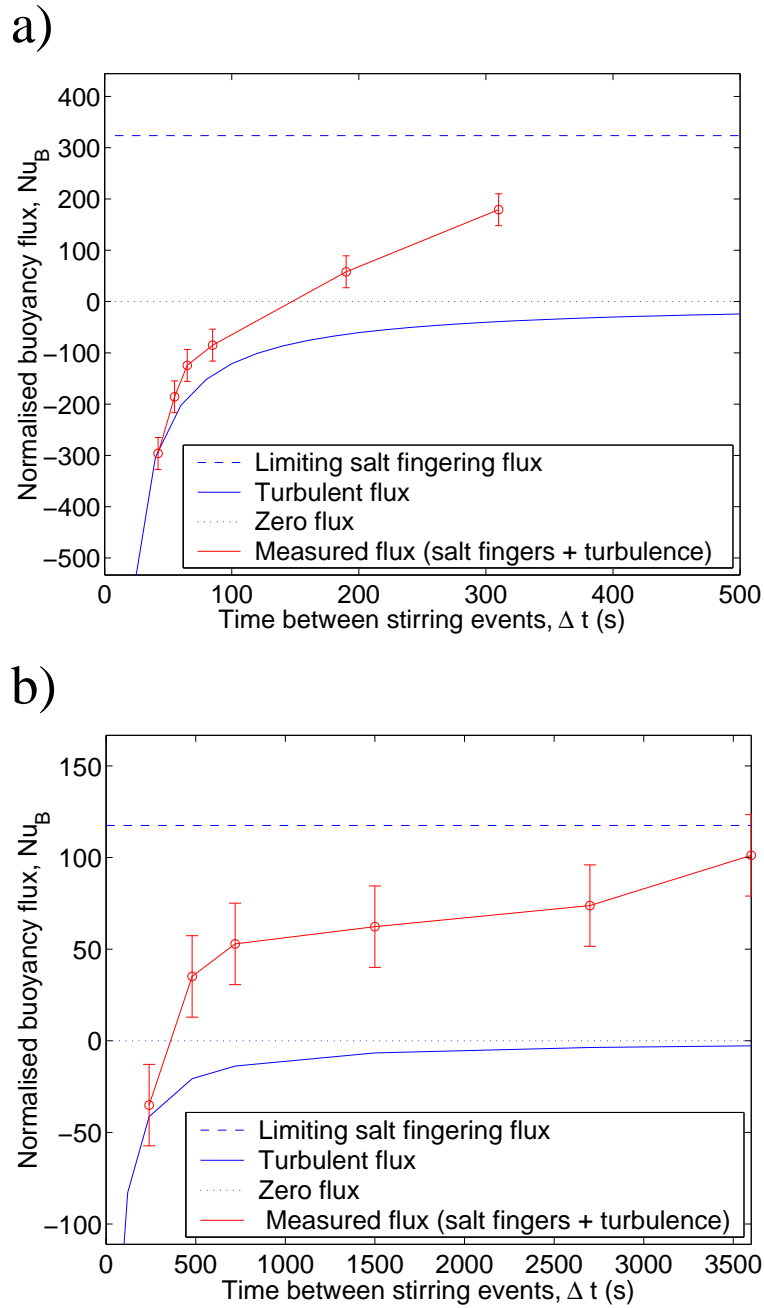 a)
400
300
200
100
0
−100
−200
−300
−400
−500
Normalised buoyancy flux, Nu_B
Limiting salt fingering flux
Turbulent flux
Zero flux
Measured flux (salt fingers + turbulence)
0 100 200 300 400 500
Time between stirring events, Δ t (s)
b)
150
100
50
0
−50
−100
Normalised buoyancy flux, Nu_B
Limiting salt fingering flux
Turbulent flux
Zero flux
Measured flux (salt fingers + turbulence)
0 500 1000 1500 2000 2500 3000 3500
Time between stirring events, Δ t (s)